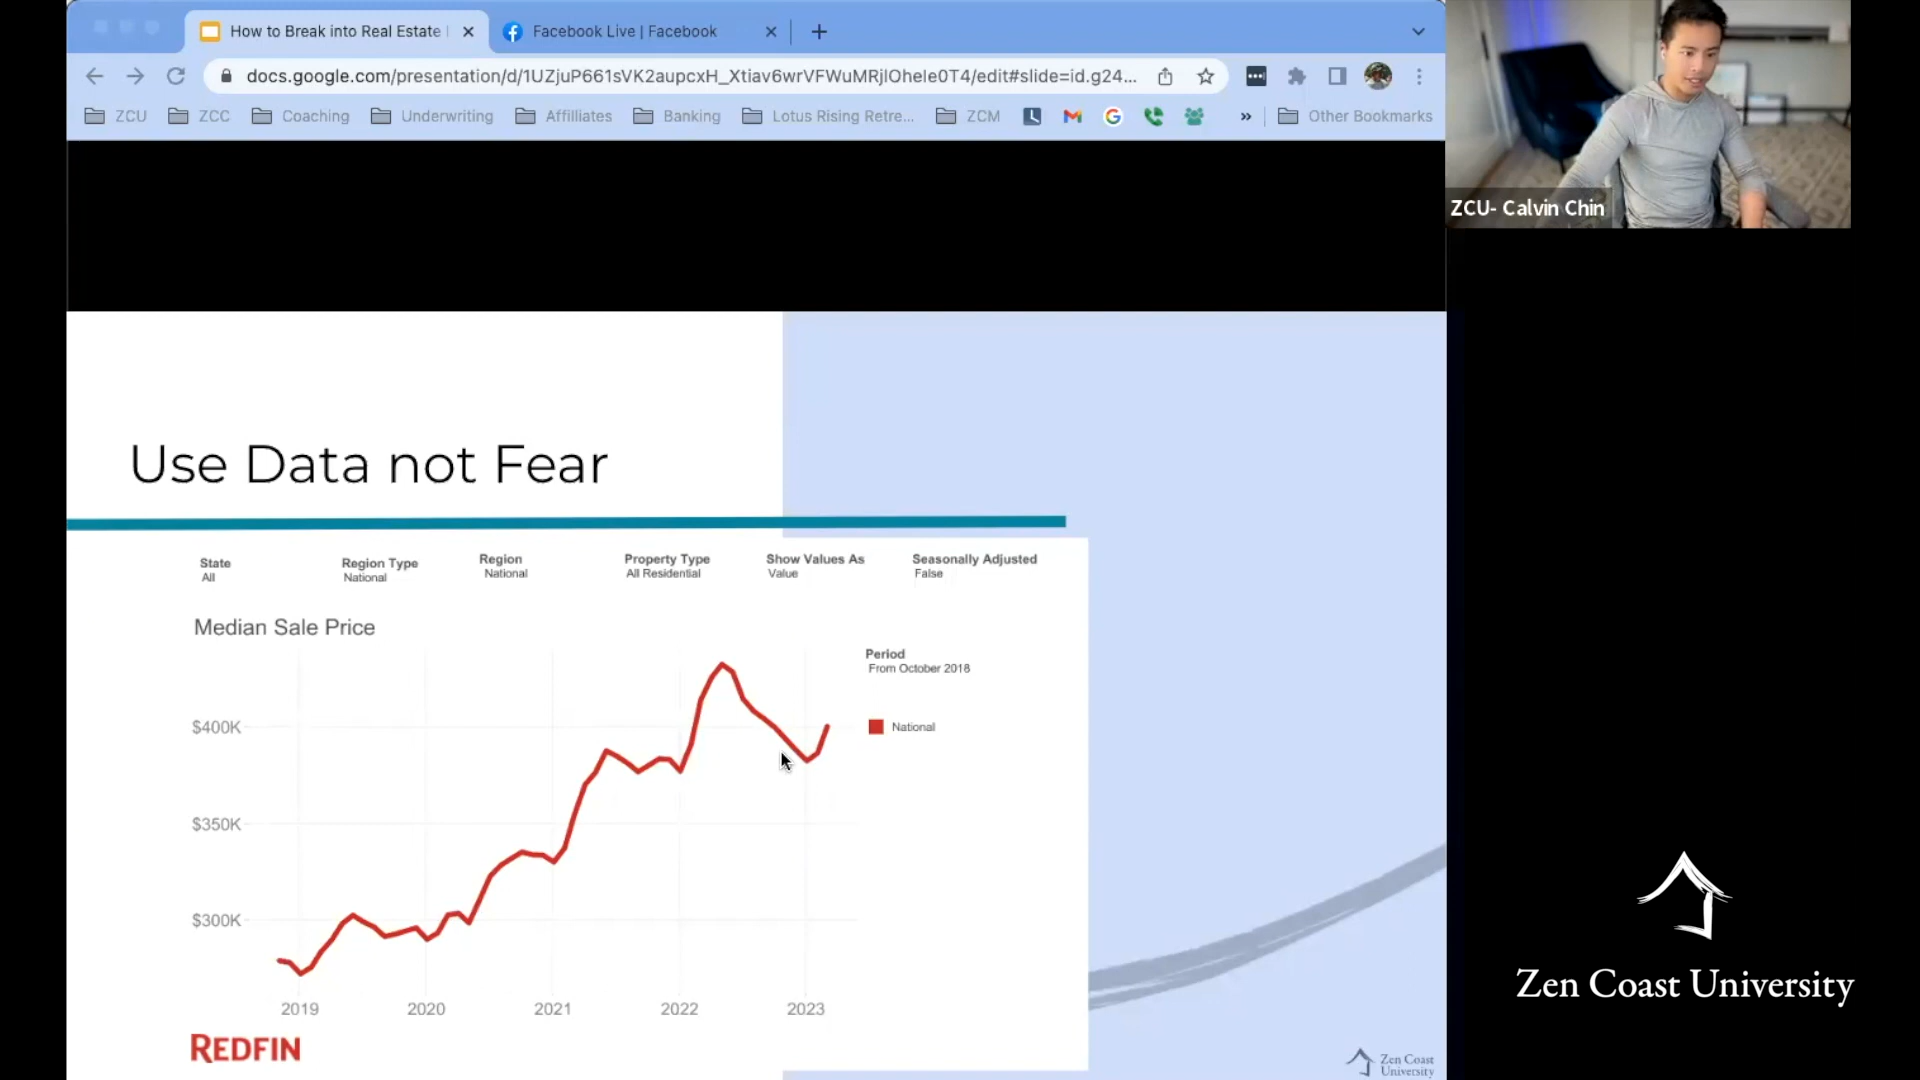 How to Break into Real Estate
Facebook Live | Facebook
docs.google.com/presentation/d/1UZjuP661sVK2aupcxH_Xtiav6wrVFWuMRjlOhele0T4/edit#slide=id.g24...
ZCU
ZCC
Coaching
Underwriting
Affilliates
Banking
Lotus Rising Retre...
ZCM
»
Other Bookmarks
ZCU- Calvin Chin
Use Data not Fear
State
All
Region Type
National
Region
National
Property Type
All Residential
Show Values As
Value
Seasonally Adjusted
False
Median Sale Price
Period
From October 2018
National
$400K
$350K
$300K
2019 2020 2021 2022 2023
REDFIN
Zen Coast
University
Zen Coast University